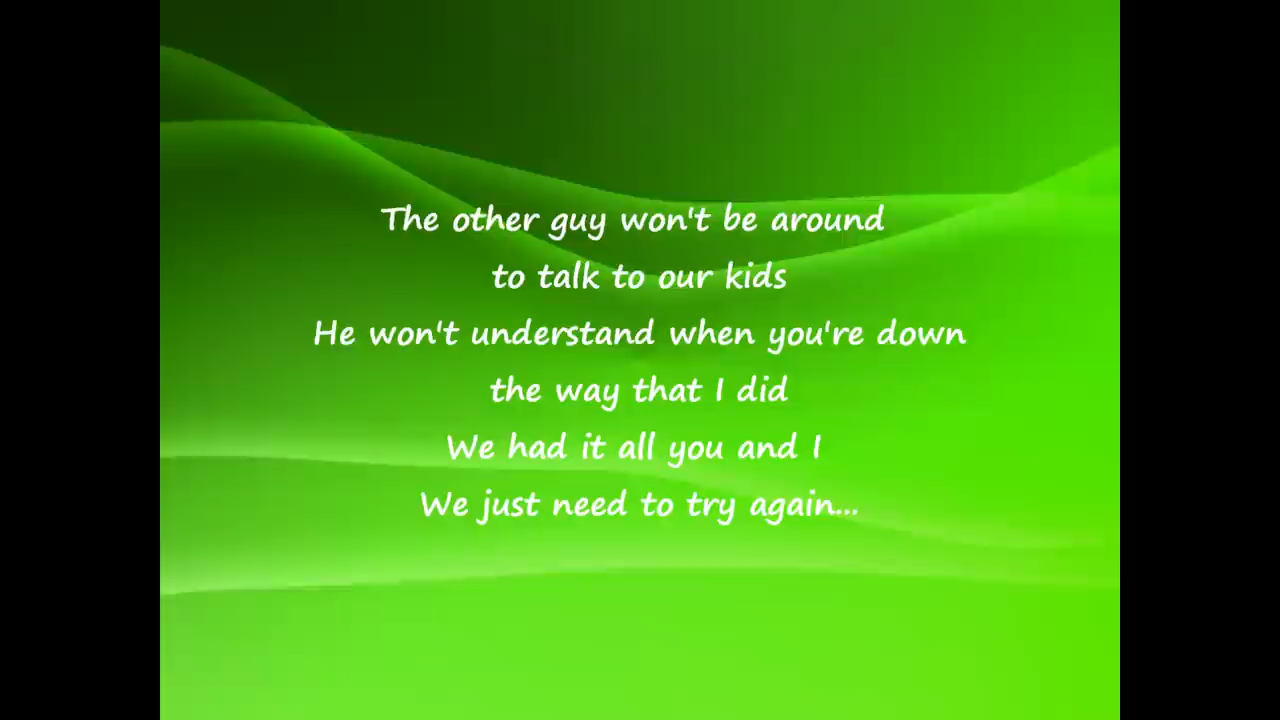 The other guy won't be around
to talk to our kids
He won't understand when you're down
the way that I did
We had it all you and I
We just need to try again...